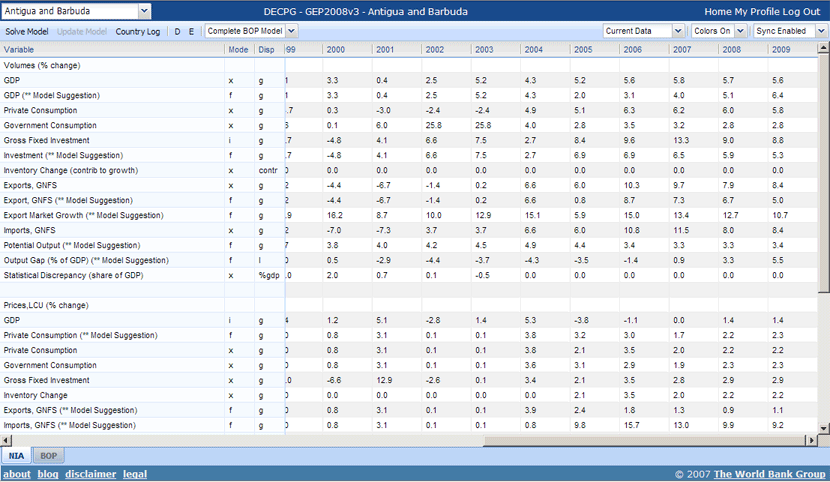 Antigua and Barbuda DECPG - GEP2008v3 - Antigua and Barbuda Home My Profile Log Out
Solve Model Update Model Country Log D E Complete BOP Model Current Data Colors On Sync Enabled
Variable Mode Disp 99 2000 2001 2002 2003 2004 2005 2006 2007 2008 2009
Volumes (% change)
GDP x g 1 3.3 0.4 2.5 5.2 4.3 5.2 5.6 5.8 5.7 5.6
GDP (** Model Suggestion) f g 1 3.3 0.4 2.5 5.2 4.3 2.0 3.1 4.0 5.1 6.4
Private Consumption x g .7 0.3 -3.0 -2.4 -2.4 4.9 5.1 6.3 6.2 6.0 5.8
Government Consumption x g 6 0.1 6.0 25.8 25.8 4.0 2.8 3.5 3.2 2.8 2.8
Gross Fixed Investment i g .7 -4.8 4.1 6.6 7.5 2.7 8.4 9.6 13.3 9.0 8.8
Investment (** Model Suggestion) f g .7 -4.8 4.1 6.6 7.5 2.7 6.9 6.9 6.5 5.9 5.3
Inventory Change (contrib to growth) x contr 0 0.0 0.0 0.0 0.0 0.0 0.0 0.0 0.0 0.0 0.0
Exports, GNFS x g 2 -4.4 -6.7 -1.4 0.2 6.6 6.0 10.3 9.7 7.9 8.4
Export, GNFS (** Model Suggestion) f g 2 -4.4 -6.7 -1.4 0.2 6.6 0.8 8.7 7.3 6.7 5.0
Export Market Growth (** Model Suggestion) f g .9 16.2 8.7 10.0 12.9 15.1 5.9 15.0 13.4 12.7 10.7
Imports, GNFS x g 2 -7.0 -7.3 3.7 3.7 6.6 6.0 10.8 11.5 8.0 8.4
Potential Output (** Model Suggestion) f g 7 3.8 4.0 4.2 4.5 4.9 4.4 3.4 3.3 3.3 3.4
Output Gap (% of GDP) (** Model Suggestion) f l 0 0.5 -2.9 -4.4 -3.7 -4.3 -3.5 -1.4 0.9 3.3 5.5
Statistical Discrepancy (share of GDP) x %gdp .0 2.0 0.7 0.1 -0.5 0.0 0.0 0.0 0.0 0.0 0.0
Prices,LCU (% change)
GDP i g 4 1.2 5.1 -2.8 1.4 5.3 -3.8 -1.1 0.0 1.4 1.4
Private Consumption (** Model Suggestion) f g 0 0.8 3.1 0.1 0.1 3.8 3.2 3.0 1.7 2.2 2.3
Private Consumption x g 0 0.8 3.1 0.1 0.1 3.8 2.1 3.5 2.0 2.2 2.2
Government Consumption x g 0 0.8 3.1 0.1 0.1 3.6 3.1 2.9 1.9 2.3 2.3
Gross Fixed Investment x g .0 -6.6 12.9 -2.6 0.1 3.4 2.1 3.5 2.8 2.9 2.9
Inventory Change x g 0 0.0 0.0 0.0 0.0 0.0 2.1 3.5 2.0 2.2 2.2
Exports, GNFS (** Model Suggestion) f g 0 0.8 3.1 0.1 0.1 3.9 2.4 1.8 1.3 0.9 1.1
Imports, GNFS (** Model Suggestion) f g 0 0.8 3.1 0.1 0.1 0.8 9.8 15.7 13.0 9.9 9.2
NIA BOP
about blog disclaimer legal © 2007 The World Bank Group